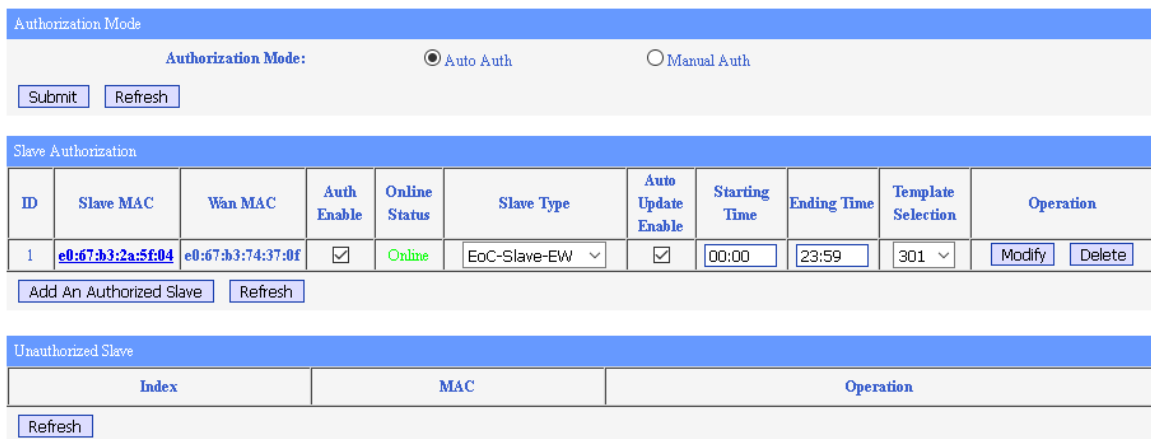 Authorization Mode
Authorization Mode: Auto Auth Manual Auth
Submit Refresh
Slave Authorization
ID Slave MAC Wan MAC Auth Enable Online Status Slave Type Auto Update Enable Starting Time Ending Time Template Selection Operation
1 e0:67:b3:2a:5f:04 e0:67:b3:74:37:0f Online EoC-Slave-EW 00:00 23:59 301 Modify Delete
Add An Authorized Slave Refresh
Unauthorized Slave
Index MAC Operation
Refresh